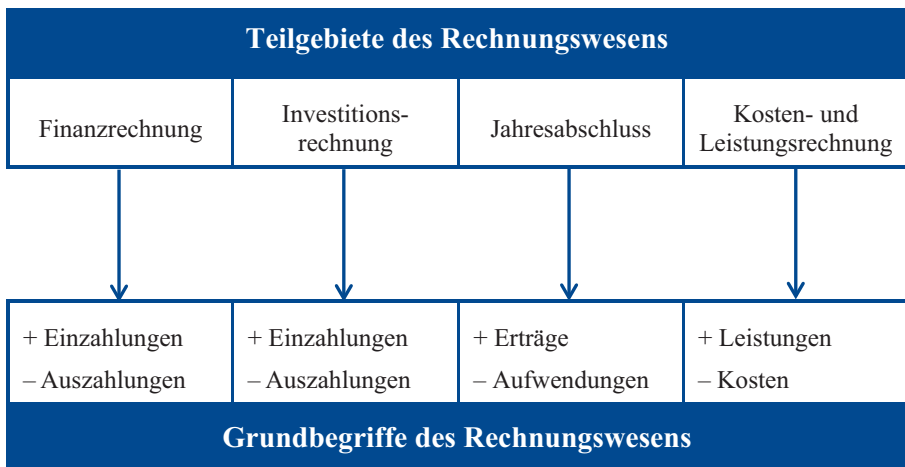 Teilgebiete des Rechnungswesens
Finanzrechnung
Investitions-
rechnung
Jahresabschluss
Kosten- und
Leistungsrechnung
+ Einzahlungen
– Auszahlungen
+ Einzahlungen
– Auszahlungen
+ Erträge
– Aufwendungen
+ Leistungen
– Kosten
Grundbegriffe des Rechnungswesens